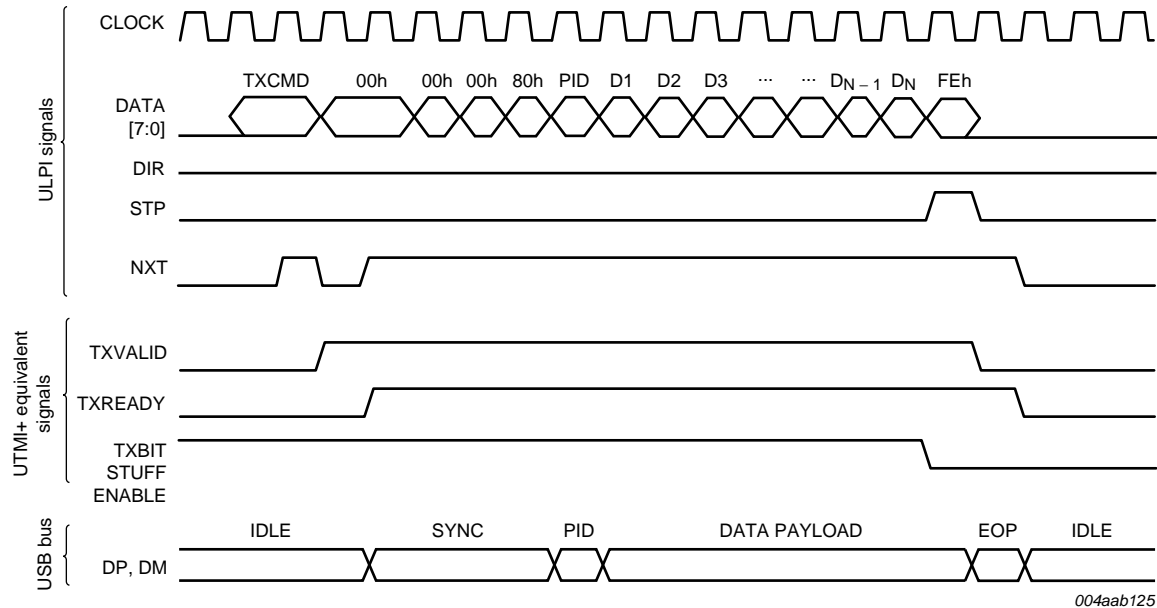 CLOCK
TXCMD 00h 00h 00h 80h PID D1 D2 D3 ... ... DN − 1 DN FEh
DATA
[7:0]
DIR
STP
NXT
ULPI signals
TXVALID
TXREADY
TXBIT
STUFF
ENABLE
UTMI+ equivalent
signals
IDLE SYNC PID DATA PAYLOAD EOP IDLE
DP, DM
USB bus
004aab125